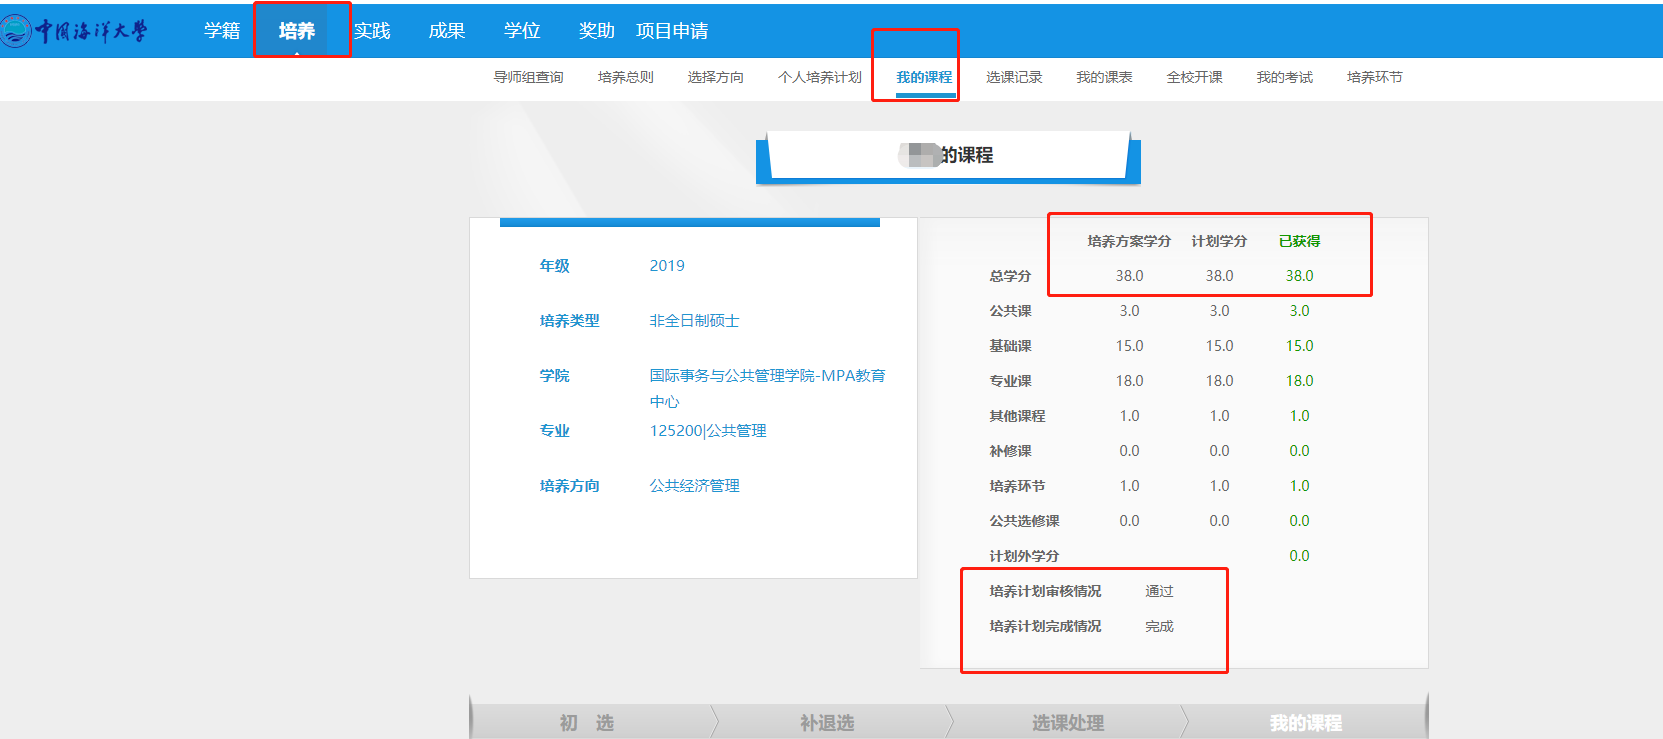 中国海洋大学 学籍 培养 实践 成果 学位 奖助 项目申请
导师组查询 培养总则 选择方向 个人培养计划 我的课程 选课记录 我的课表 全校开课 我的考试 培养环节
的课程
年级 2019
培养类型 非全日制硕士
学院 国际事务与公共管理学院-MPA教育
中心
专业 125200|公共管理
培养方向 公共经济管理
培养方案学分 计划学分 已获得
总学分 38.0 38.0 38.0
公共课 3.0 3.0 3.0
基础课 15.0 15.0 15.0
专业课 18.0 18.0 18.0
其他课程 1.0 1.0 1.0
补修课 0.0 0.0 0.0
培养环节 1.0 1.0 1.0
公共选修课 0.0 0.0 0.0
计划外学分 0.0
培养计划审核情况 通过
培养计划完成情况 完成
初 选 补退选 选课处理 我的课程